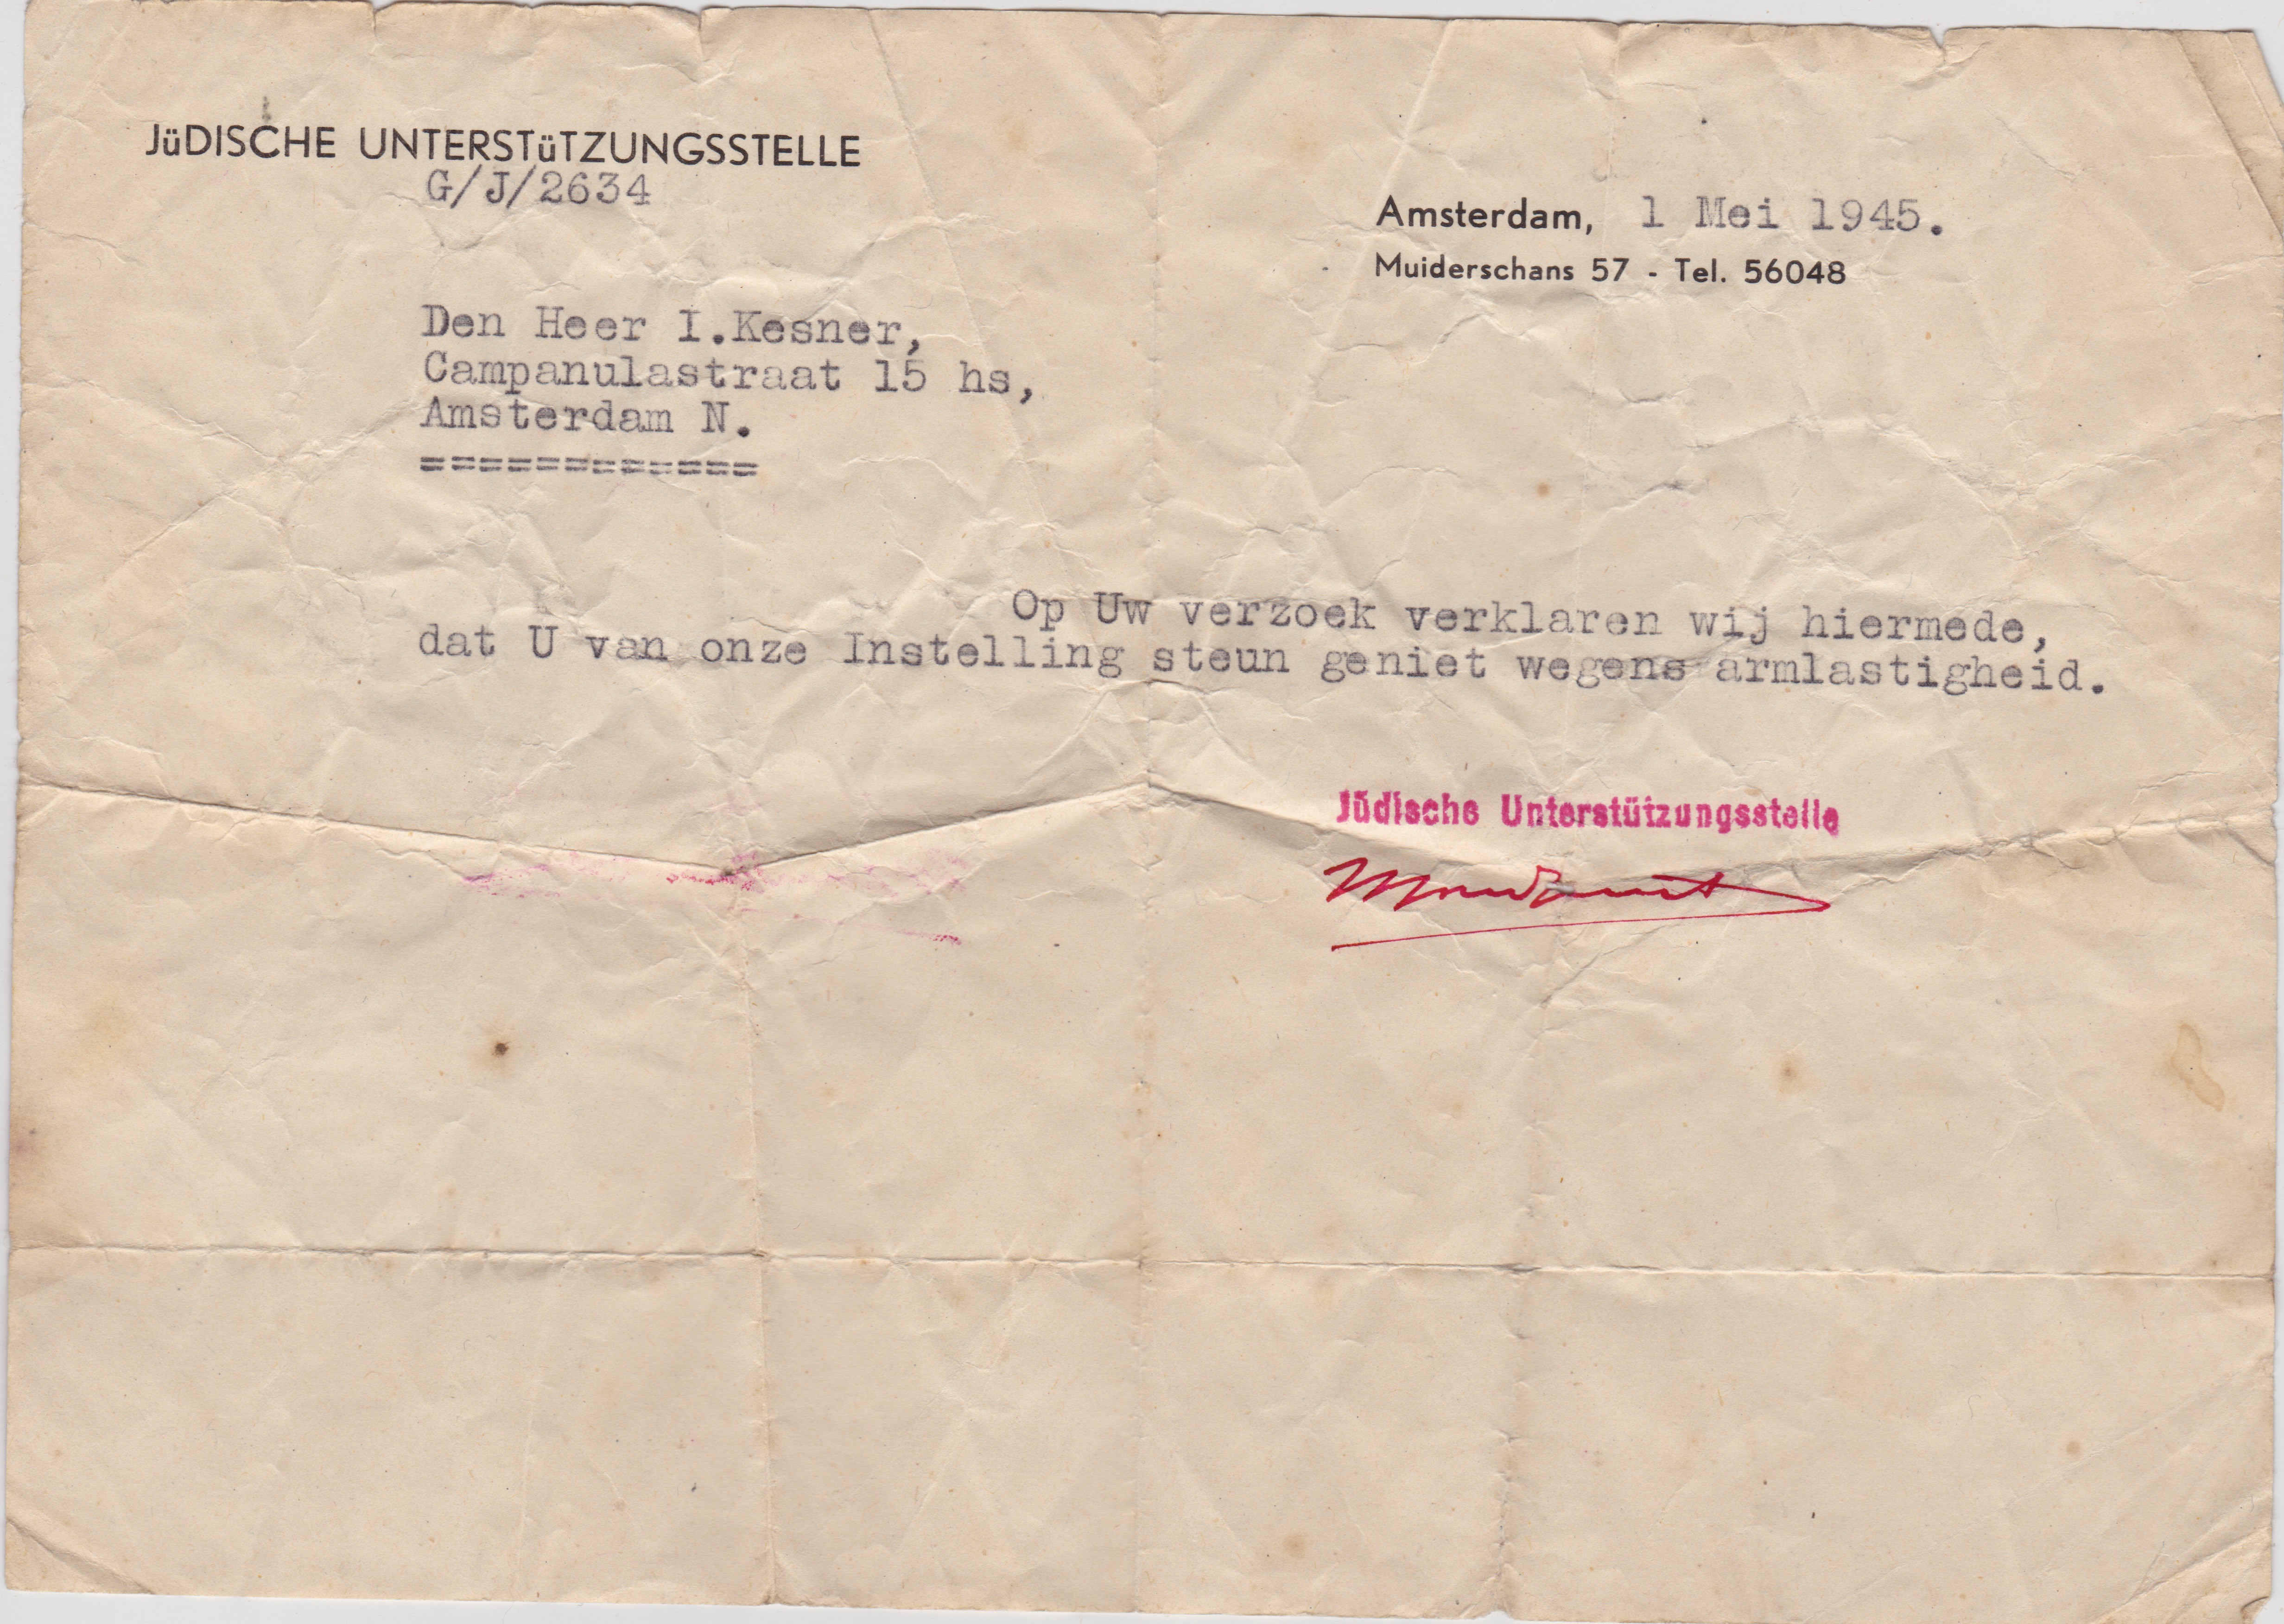 JüDISCHE UNTERSTüTZUNGSSTELLE
G/J/2634
Amsterdam, 1 Mei 1945.
Muiderschans 57 - Tel. 56048
Den Heer I.Kesner,
Campanulastraat 15 hs,
Amsterdam N.
============
Op Uw verzoek verklaren wij hiermede,
dat U van onze Instelling steun geniet wegens armlastigheid.
Jüdische Unterstützungsstelle